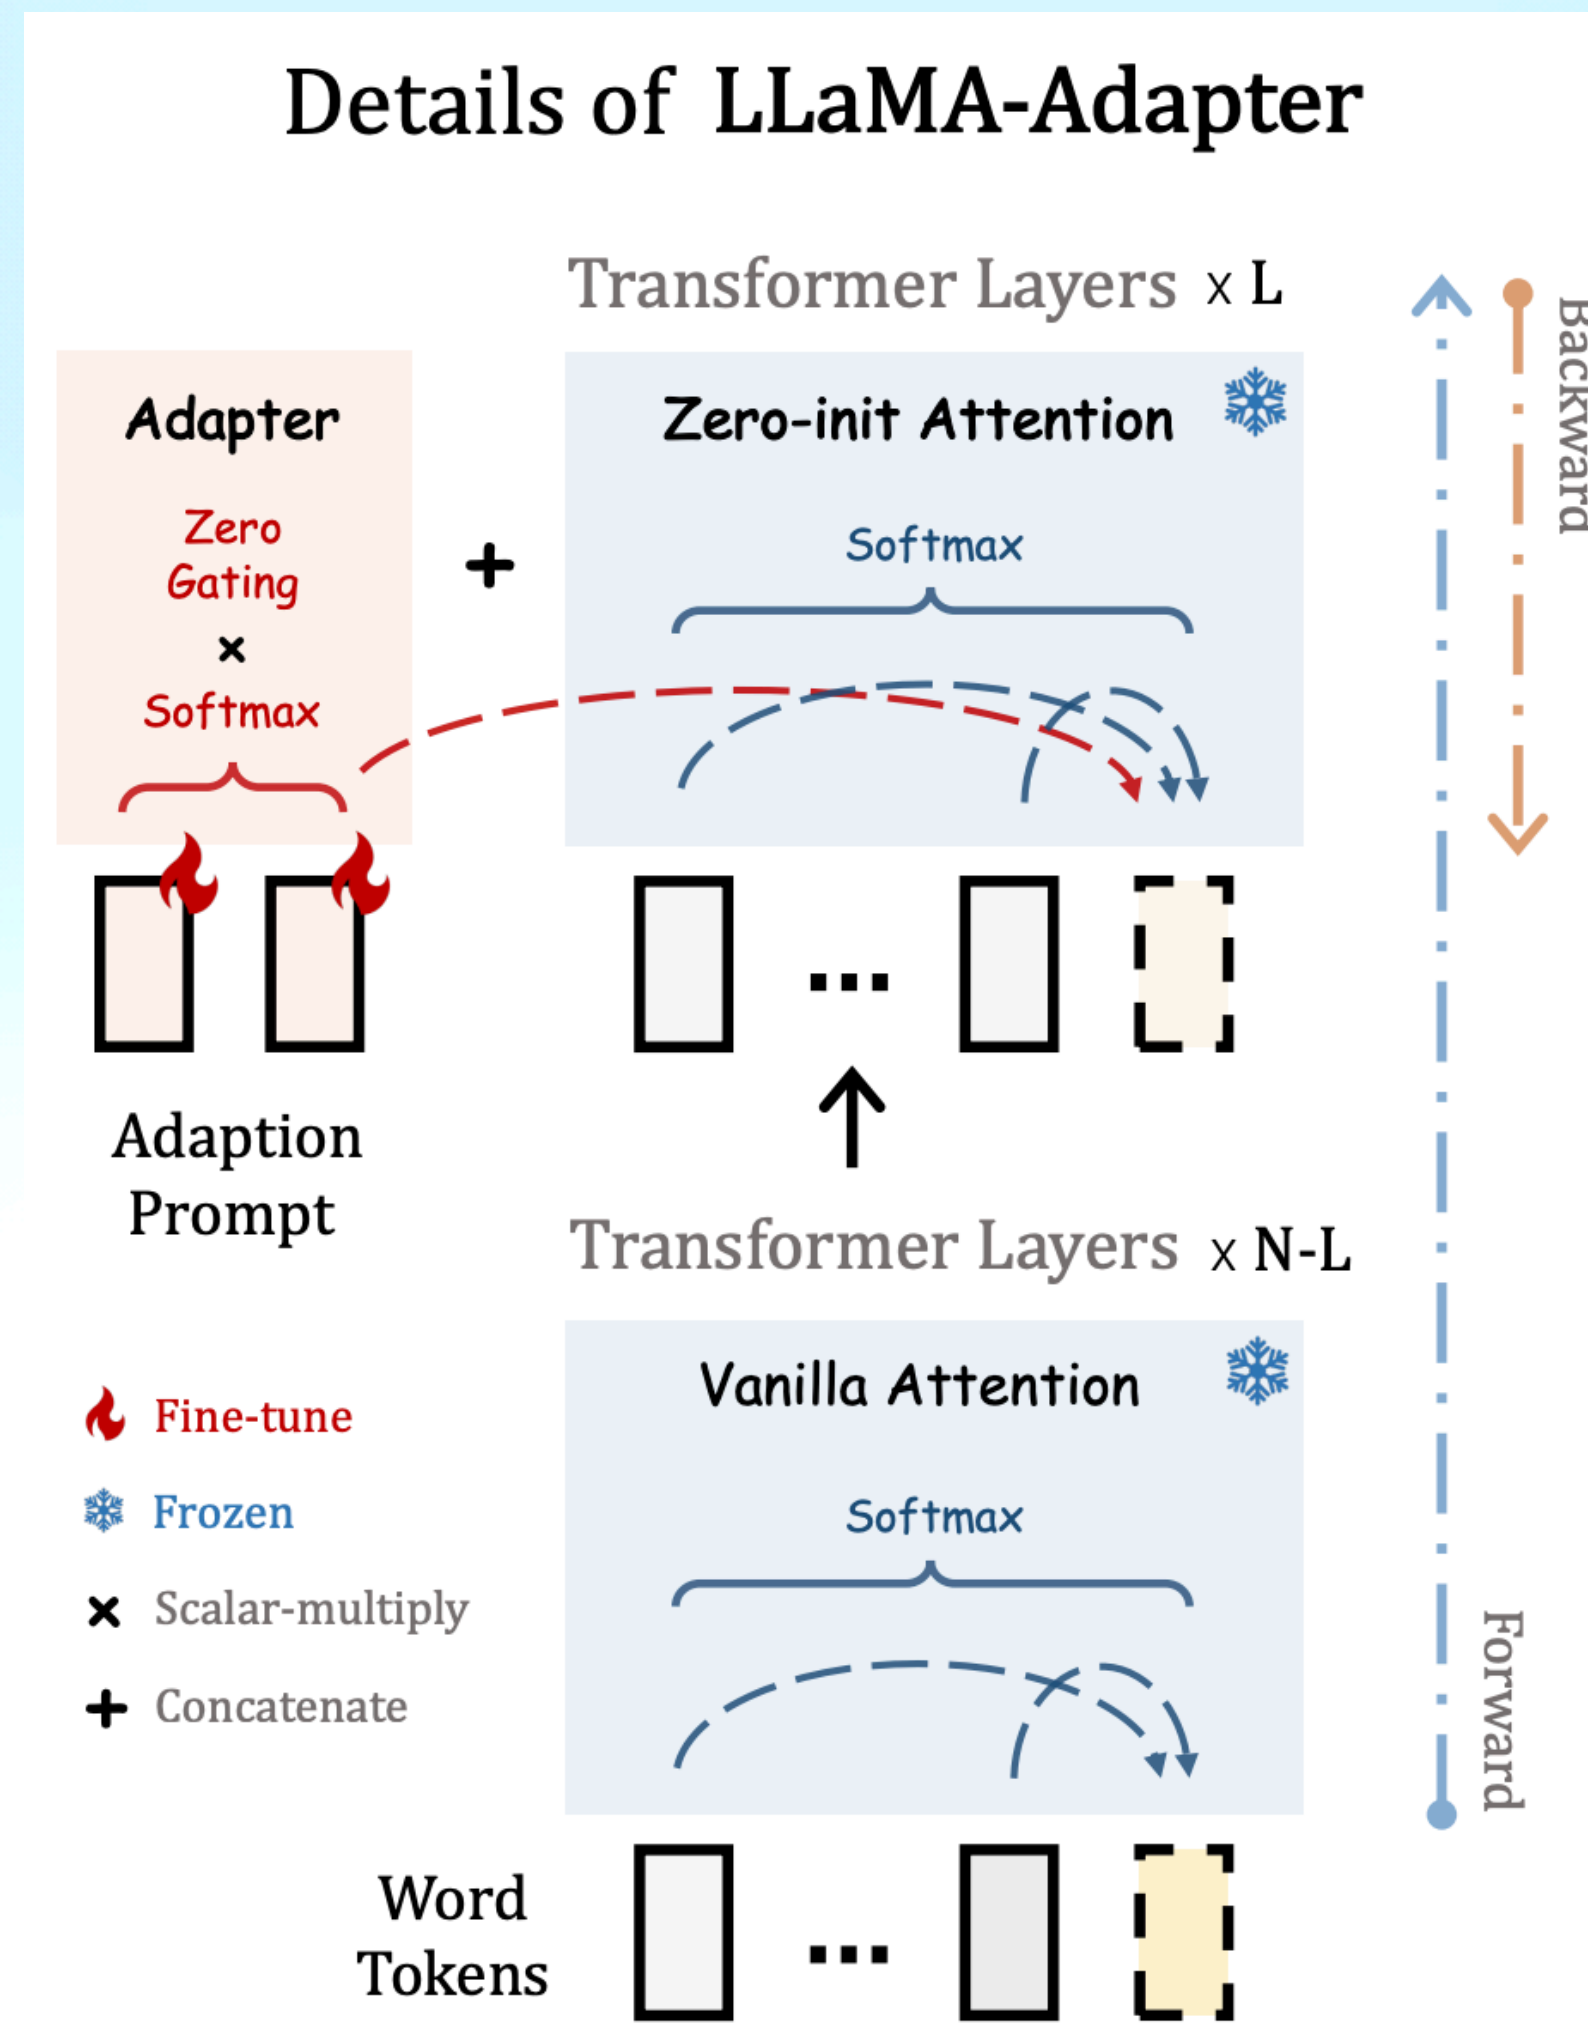 Details of LLaMA-Adapter
Transformer Layers x L
Backward
Adapter
Zero
Gating
×
Softmax
+
Zero-init Attention
Softmax
...
Adaption
Prompt
Transformer Layers x N-L
Vanilla Attention
Softmax
Fine-tune
Frozen
× Scalar-multiply
+ Concatenate
Forward
Word
Tokens
...